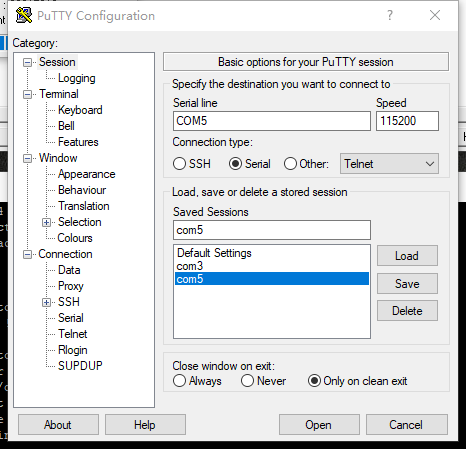 PuTTY Configuration
?
Category:
Session
Logging
Terminal
Keyboard
Bell
Features
Window
Appearance
Behaviour
Translation
Selection
Colours
Connection
Data
Proxy
SSH
Serial
Telnet
Rlogin
SUPDUP
Basic options for your PuTTY session
Specify the destination you want to connect to
Serial line Speed
COM5 115200
Connection type:
SSH Serial Other: Telnet
Load, save or delete a stored session
Saved Sessions
com5
Default Settings
com3
com5
Load
Save
Delete
Close window on exit:
Always Never Only on clean exit
About Help Open Cancel